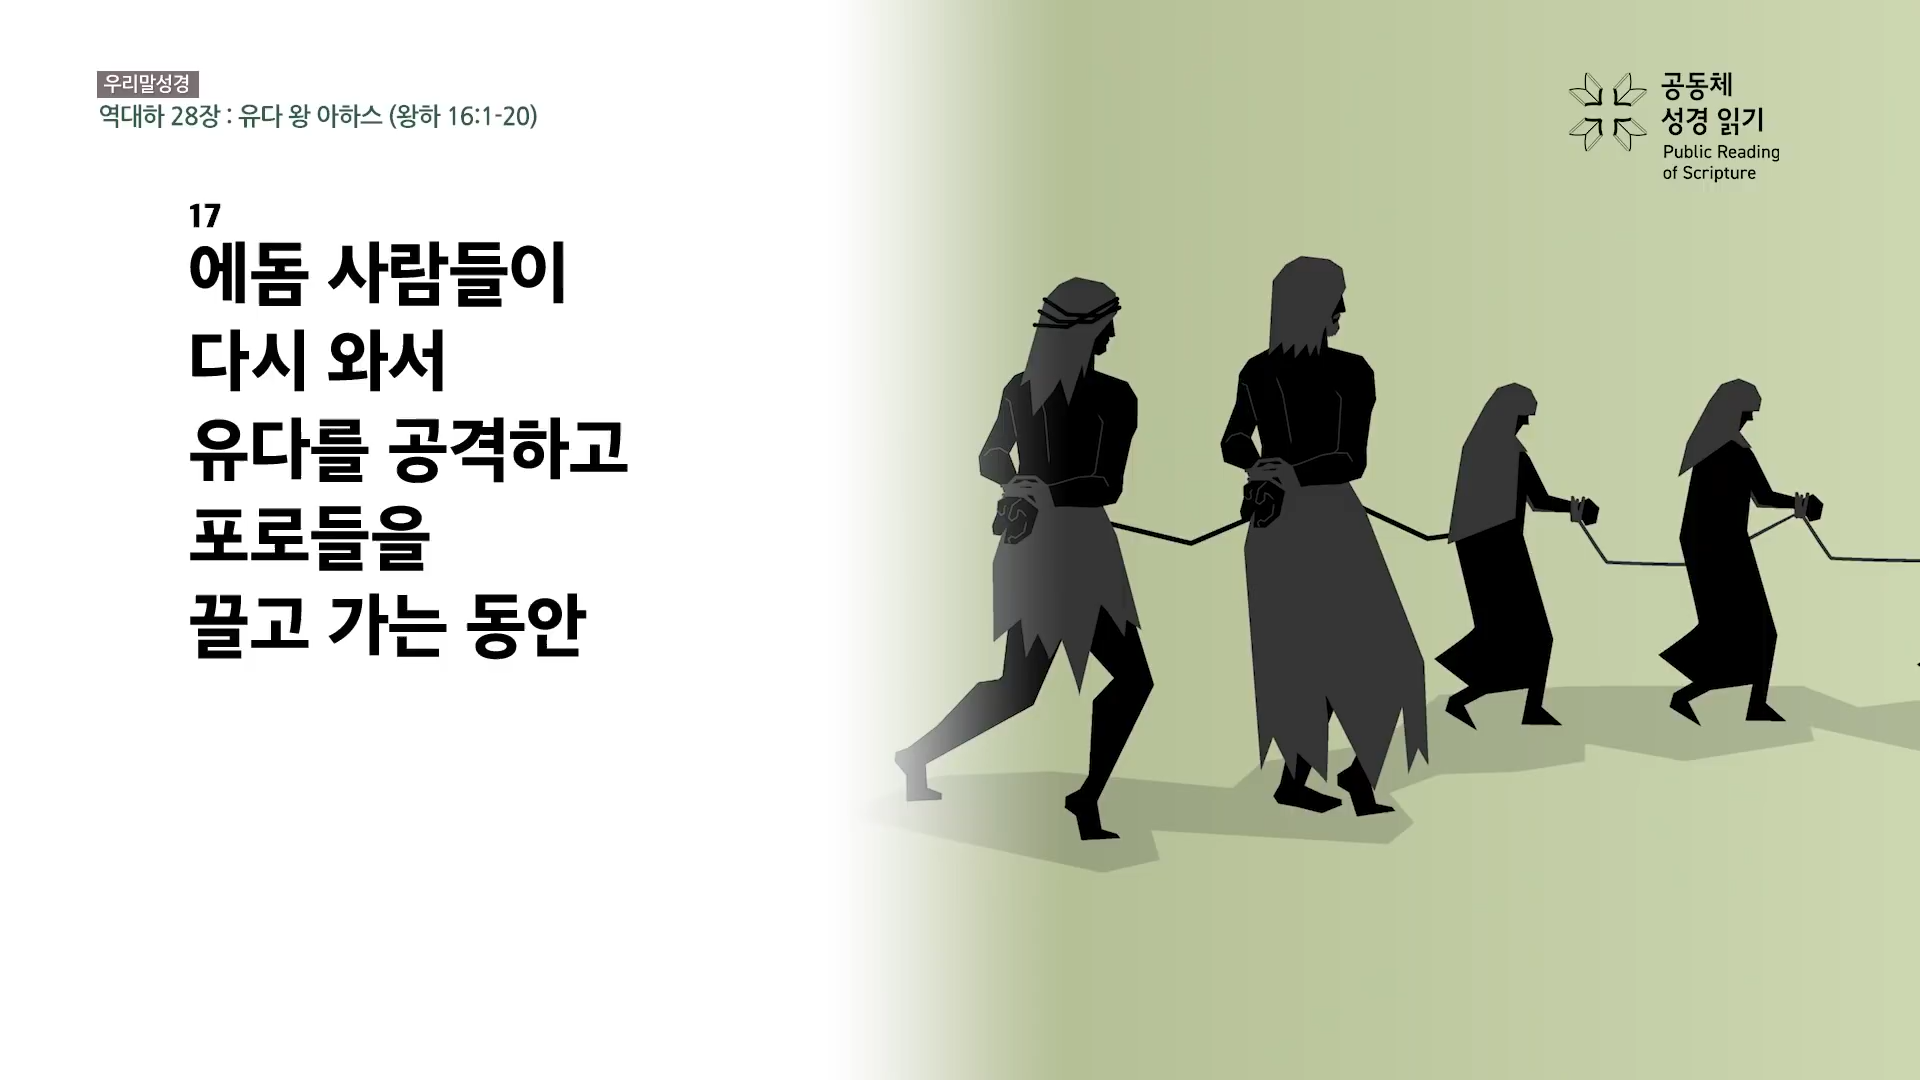 우리말성경
역대하 28장 : 유다 왕 아하스 (왕하 16:1-20)
공동체
성경 읽기
Public Reading
of Scripture
17
에돔 사람들이
다시 와서
유다를 공격하고
포로들을
끌고 가는 동안